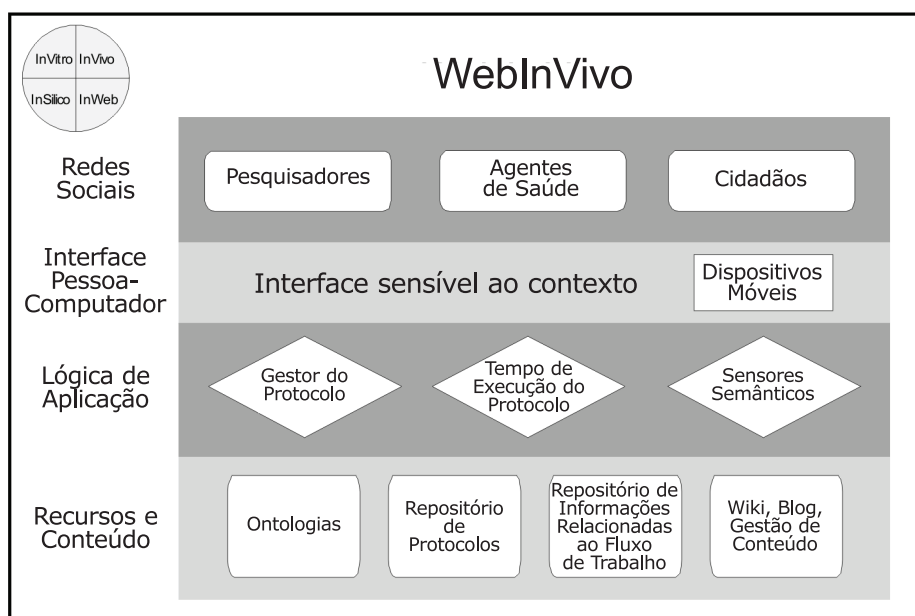 InVitro InVivo
InSilico InWeb
WebInVivo
Redes
Sociais
Pesquisadores
Agentes
de Saúde
Cidadãos
Interface
Pessoa-
Computador
Interface sensível ao contexto
Dispositivos
Móveis
Lógica de
Aplicação
Gestor do
Protocolo
Tempo de
Execução do
Protocolo
Sensores
Semânticos
Recursos e
Conteúdo
Ontologias
Repositório
de
Protocolos
Repositório de
Informações
Relacionadas
ao Fluxo
de Trabalho
Wiki, Blog,
Gestão de
Conteúdo